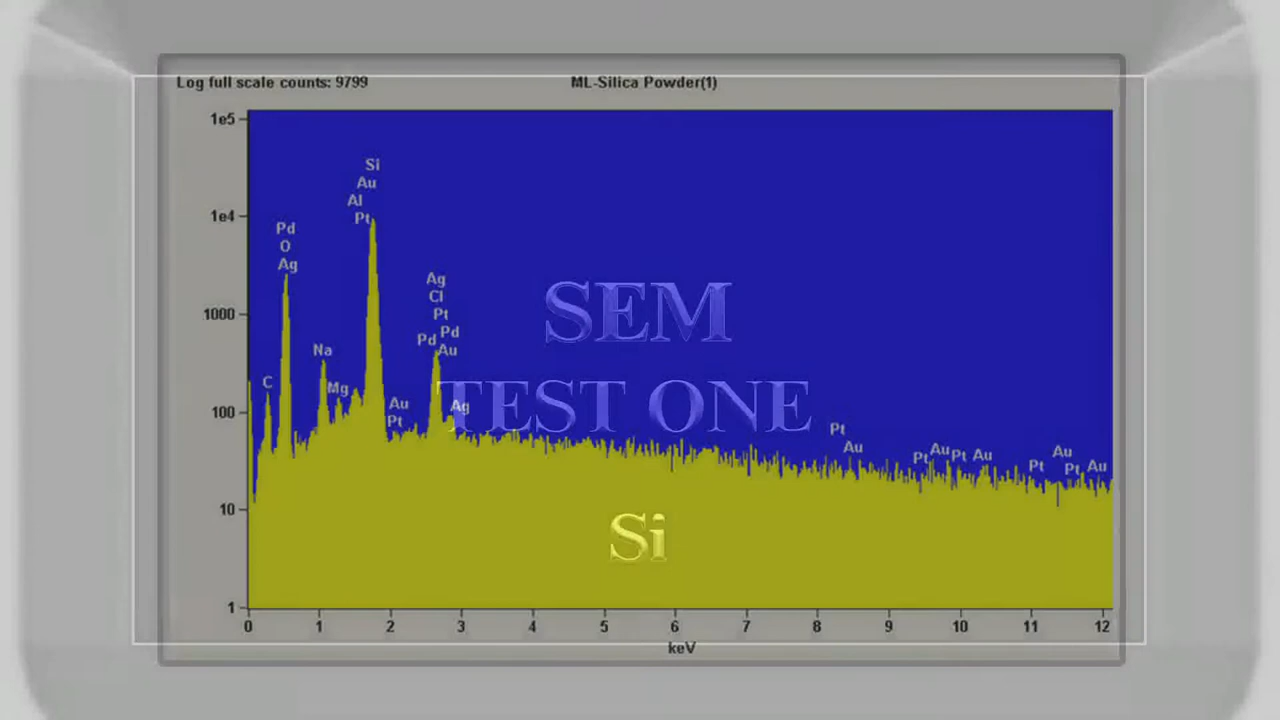 Log full scale counts: 9799 ML-Silica Powder(1)
1e5
Si
Au
Al
1e4
Pt
Pd
O
Ag
Ag
Cl
1000
Pt
Pd
Pd
Au
Na
C
Mg
SEM
TEST ONE
100
Au
Pt
Ag
Pt
Au
Pt
Au
Pt
Au
Pt
Au
Pt
Au
10
Si
1
0 1 2 3 4 5 6 7 8 9 10 11 12
keV